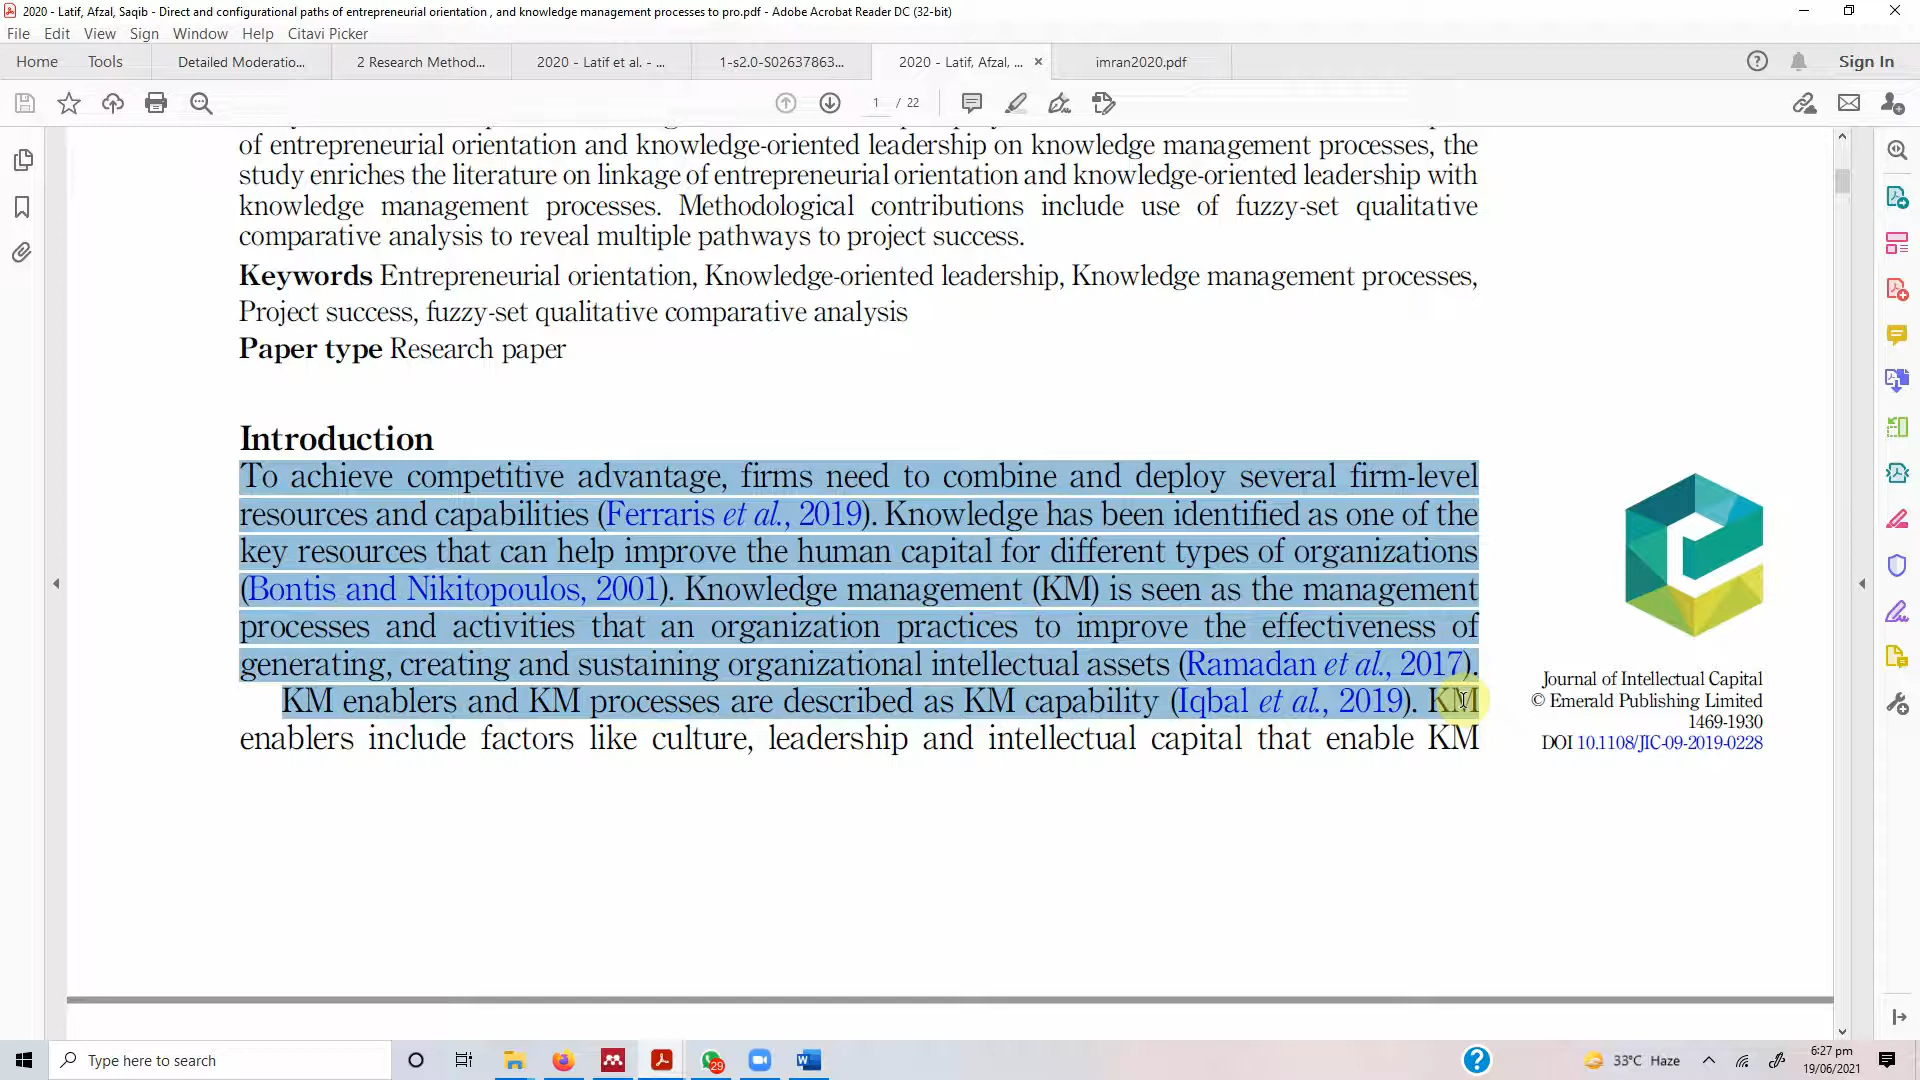 2020 - Latif, Afzal, Saqib - Direct and configurational paths of entrepreneurial orientation , and knowledge management processes to pro.pdf - Adobe Acrobat Reader DC (32-bit)
File Edit View Sign Window Help Citavi Picker
Home Tools Detailed Moderatio... 2 Research Method... 2020 - Latif et al. - ... 1-s2.0-S02637863... 2020 - Latif, Afzal, ... imran2020.pdf Sign In
1 / 22
of entrepreneurial orientation and knowledge-oriented leadership on knowledge management processes, the
study enriches the literature on linkage of entrepreneurial orientation and knowledge-oriented leadership with
knowledge management processes. Methodological contributions include use of fuzzy-set qualitative
comparative analysis to reveal multiple pathways to project success.
Keywords Entrepreneurial orientation, Knowledge-oriented leadership, Knowledge management processes,
Project success, fuzzy-set qualitative comparative analysis
Paper type Research paper
Introduction
To achieve competitive advantage, firms need to combine and deploy several firm-level
resources and capabilities (Ferraris et al., 2019). Knowledge has been identified as one of the
key resources that can help improve the human capital for different types of organizations
(Bontis and Nikitopoulos, 2001). Knowledge management (KM) is seen as the management
processes and activities that an organization practices to improve the effectiveness of
generating, creating and sustaining organizational intellectual assets (Ramadan et al., 2017).
KM enablers and KM processes are described as KM capability (Iqbal et al., 2019). KM
enablers include factors like culture, leadership and intellectual capital that enable KM
Journal of Intellectual Capital
© Emerald Publishing Limited
1469-1930
DOI 10.1108/JIC-09-2019-0228
Type here to search
29
33°C Haze
6:27 pm
19/06/2021